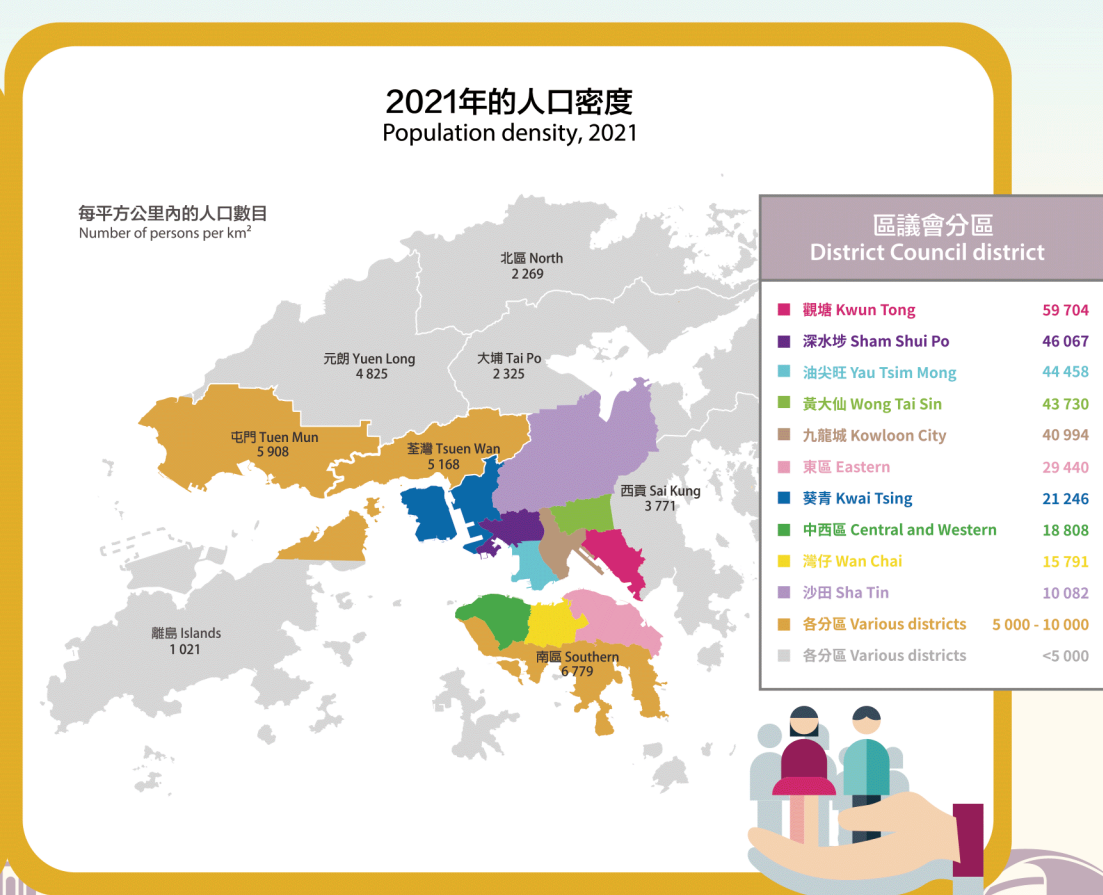 2021年的人口密度
Population density, 2021
每平方公里內的人口數目
Number of persons per km²
北區 North
2 269
元朗 Yuen Long
4 825
大埔 Tai Po
2 325
屯門 Tuen Mun
5 908
荃灣 Tsuen Wan
5 168
西貢 Sai Kung
3 771
離島 Islands
1 021
南區 Southern
6 779
區議會分區
District Council district
觀塘 Kwun Tong 59 704
深水埗 Sham Shui Po 46 067
油尖旺 Yau Tsim Mong 44 458
黃大仙 Wong Tai Sin 43 730
九龍城 Kowloon City 40 994
東區 Eastern 29 440
葵青 Kwai Tsing 21 246
中西區 Central and Western 18 808
灣仔 Wan Chai 15 791
沙田 Sha Tin 10 082
各分區 Various districts 5 000 - 10 000
各分區 Various districts <5 000